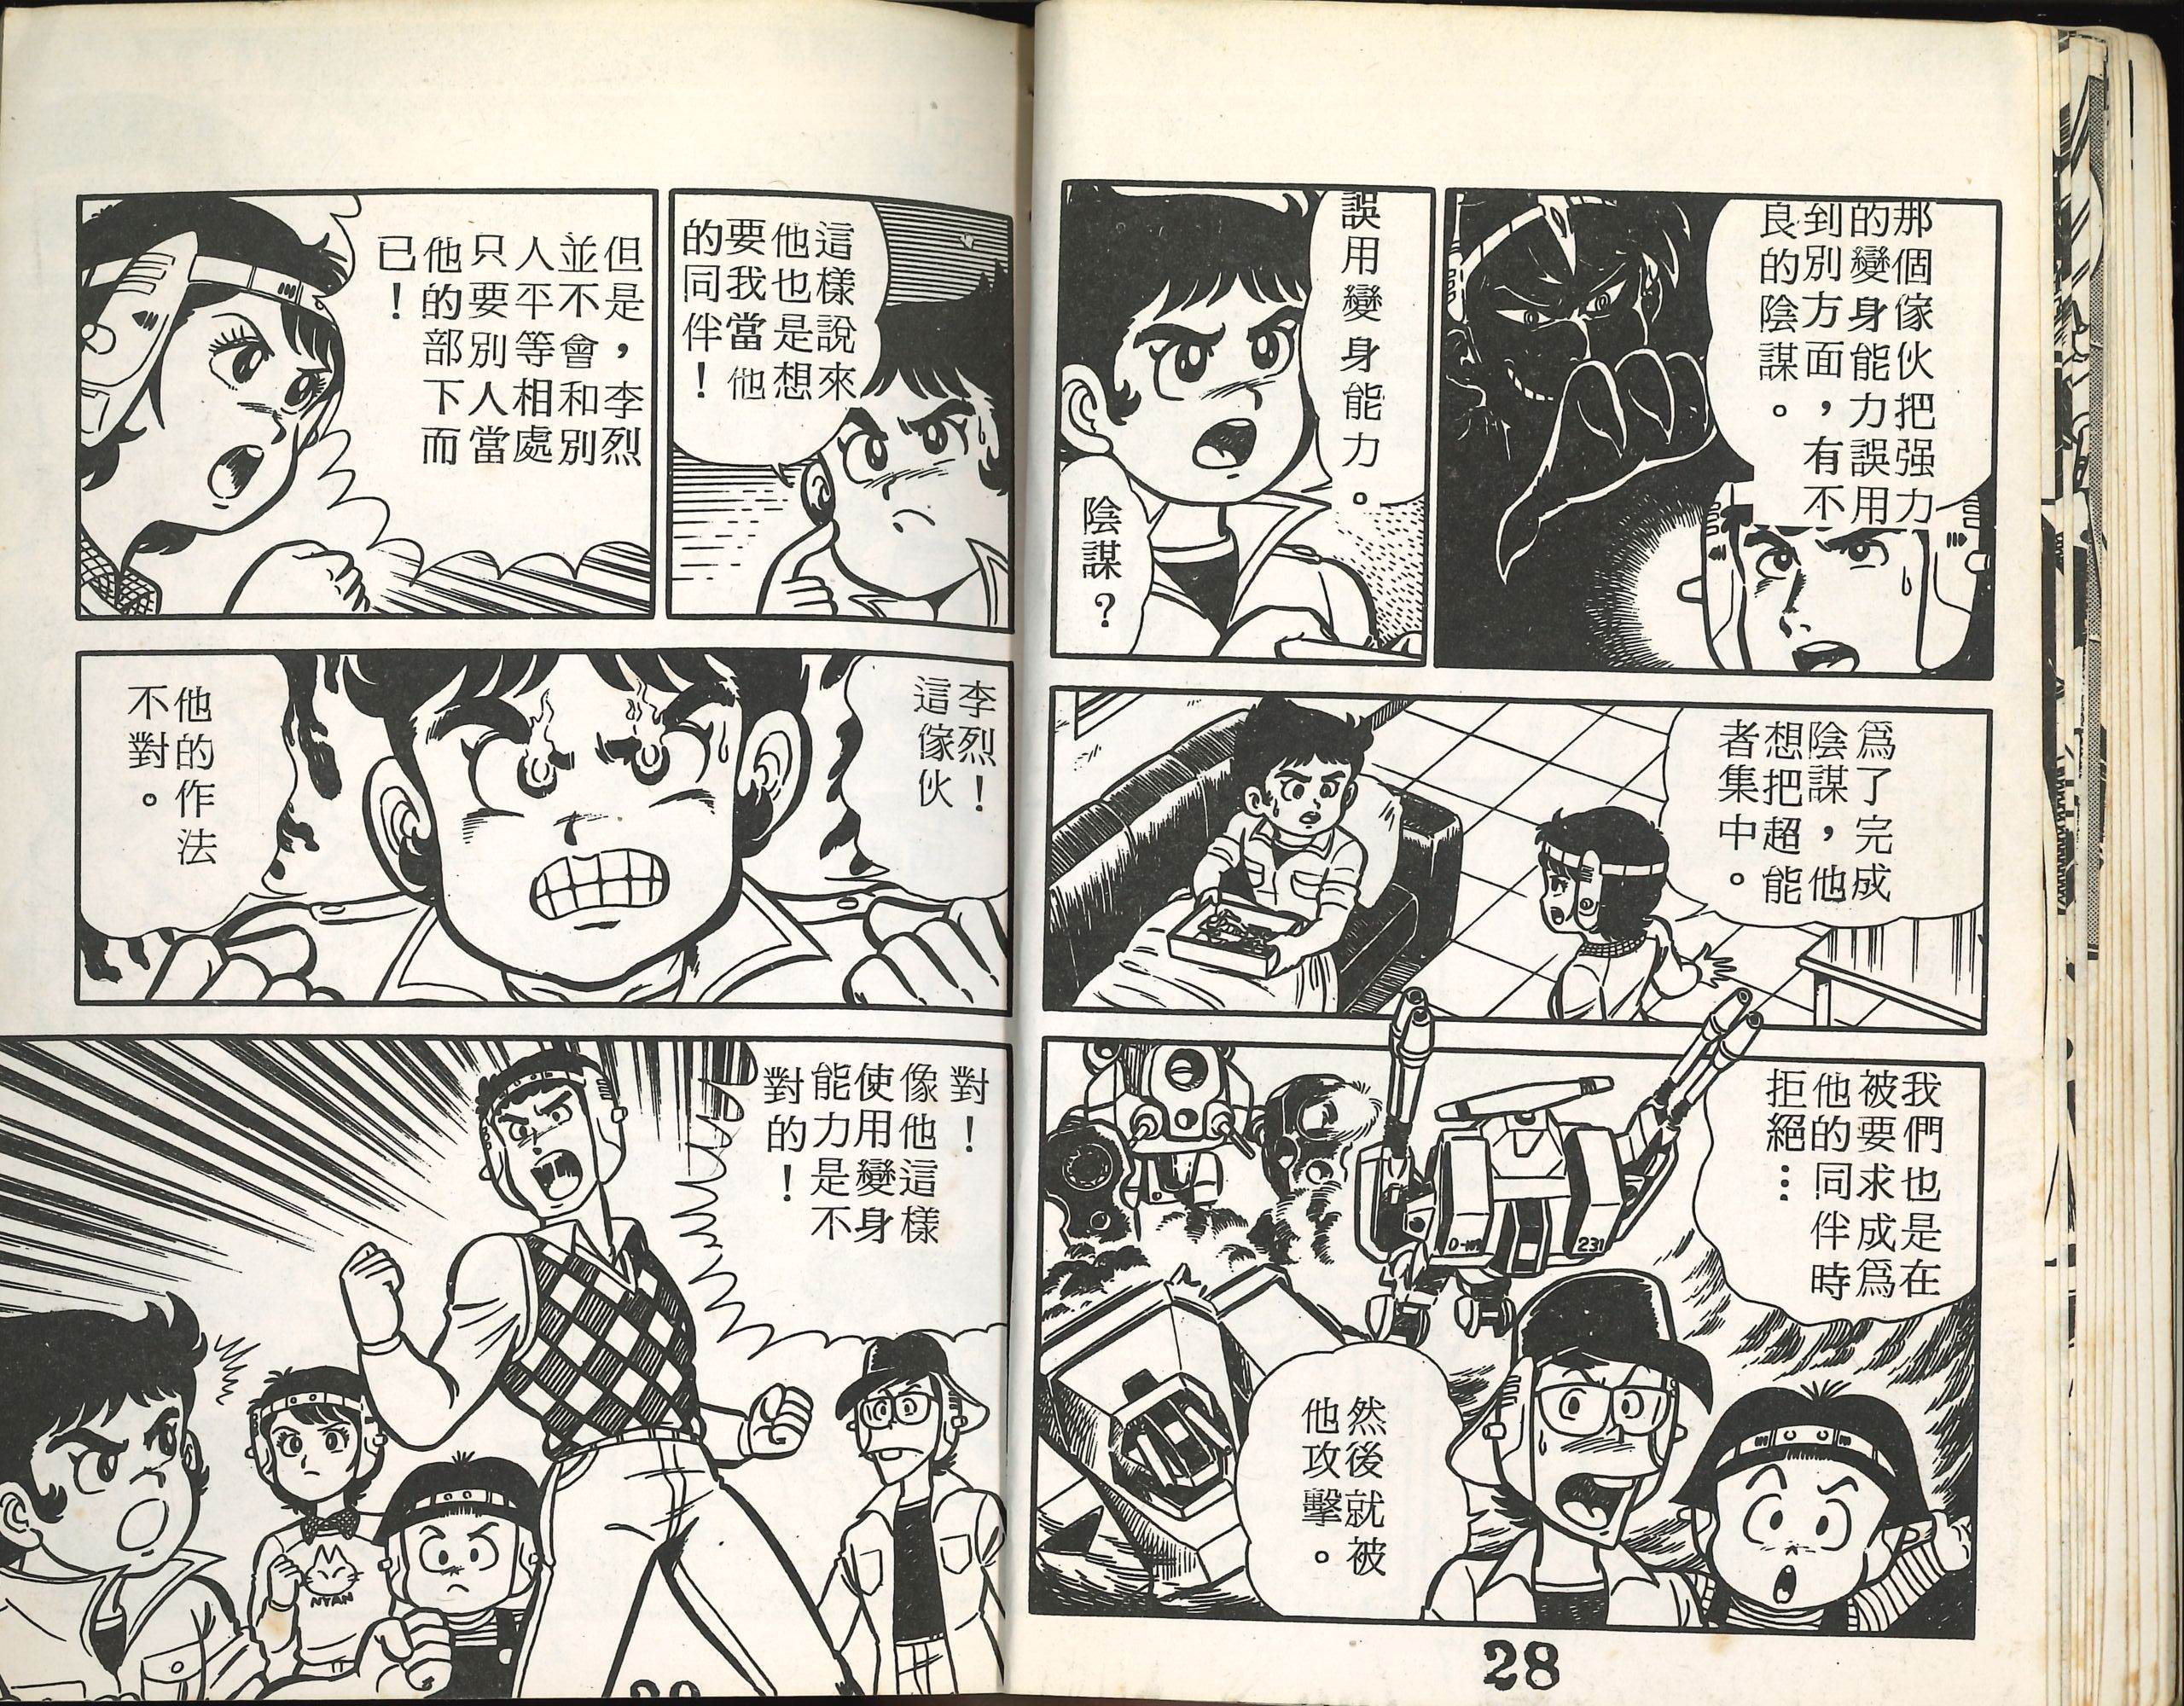 那個傢伙把强力
的變身能力誤用
到別方面，有不
良的陰謀。
誤用變身能力。
陰謀？
爲了完成
陰謀，他
想把超能
者集中。
我們也是在
被要求成爲
他的同伴時
拒絕…
D-102
231
然後就被
他攻擊。
28
這樣說來
他也是想
要我當他
的同伴！
但是，李烈
並不會和別
人平等相處
只要別人當
他的部下而
已！
李烈！
這傢伙
他的作法
不對。
對！
像他這樣
使用變身
能力是不
對的！
NYAN